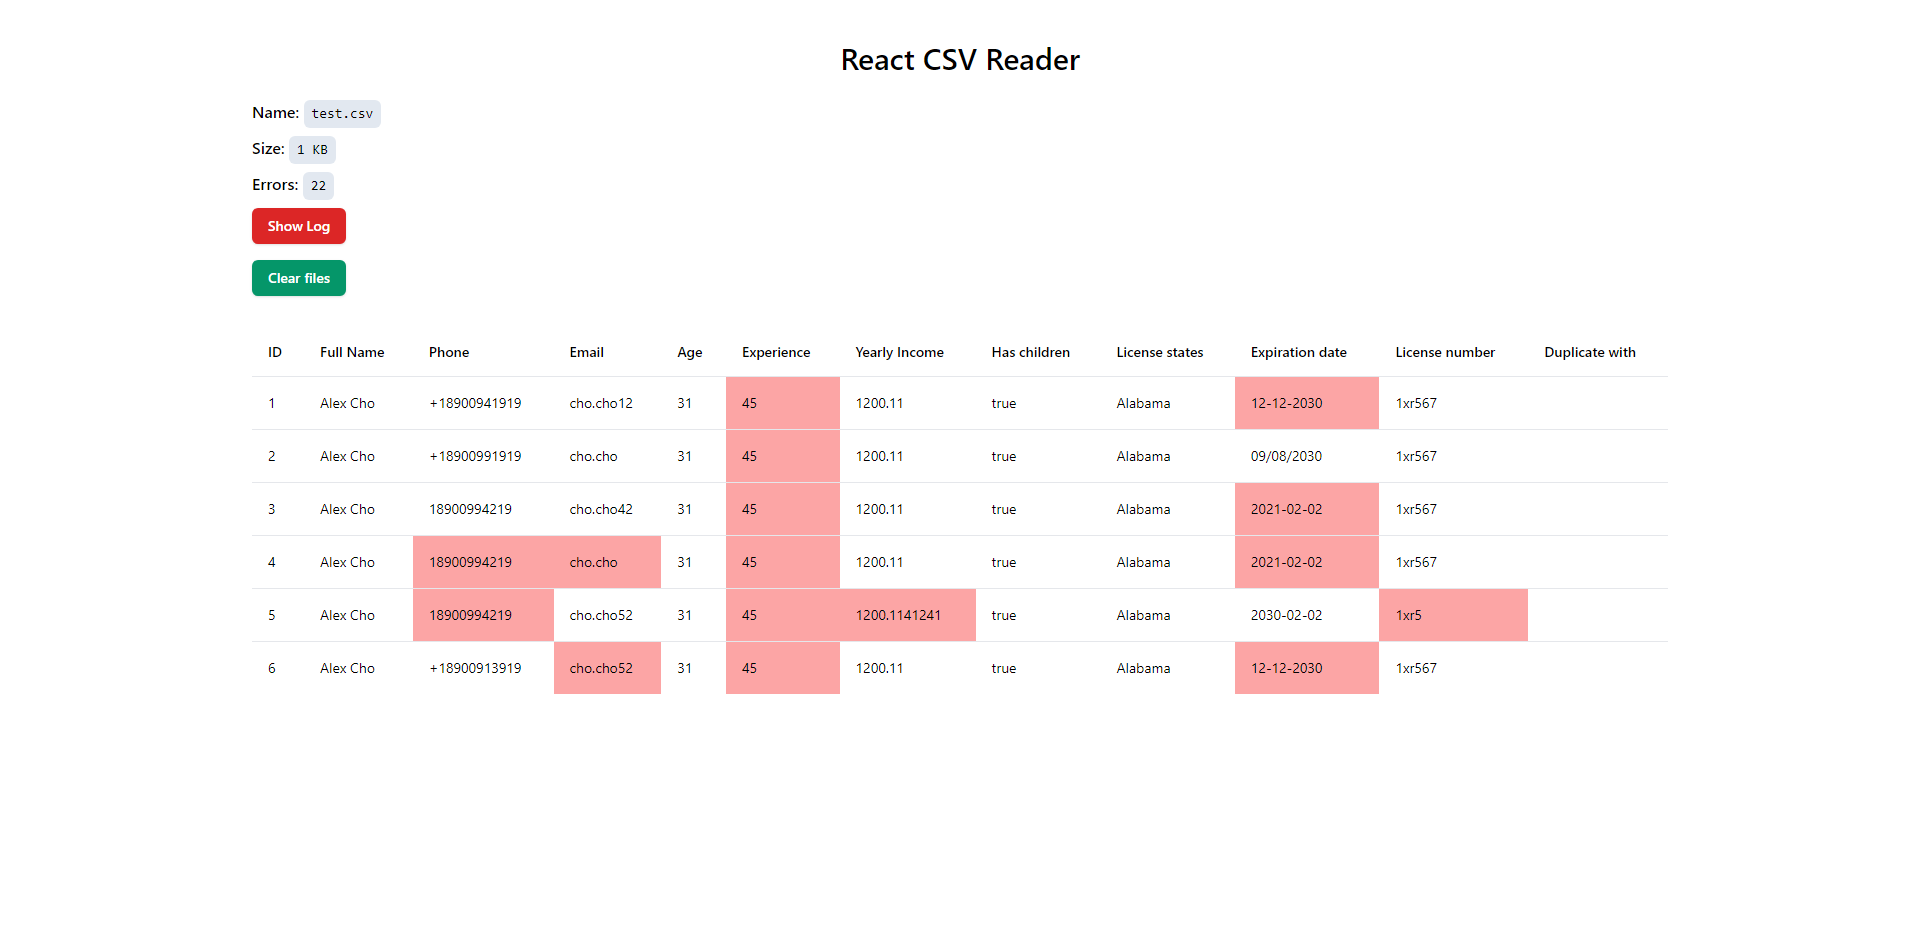 React CSV Reader
Name: test.csv
Size: 1 KB
Errors: 22
Show Log
Clear files
ID Full Name Phone Email Age Experience Yearly Income Has children License states Expiration date License number Duplicate with
1 Alex Cho +18900941919 cho.cho12 31 45 1200.11 true Alabama 12-12-2030 1xr567
2 Alex Cho +18900991919 cho.cho 31 45 1200.11 true Alabama 09/08/2030 1xr567
3 Alex Cho 18900994219 cho.cho42 31 45 1200.11 true Alabama 2021-02-02 1xr567
4 Alex Cho 18900994219 cho.cho 31 45 1200.11 true Alabama 2021-02-02 1xr567
5 Alex Cho 18900994219 cho.cho52 31 45 1200.1141241 true Alabama 2030-02-02 1xr5
6 Alex Cho +18900913919 cho.cho52 31 45 1200.11 true Alabama 12-12-2030 1xr567